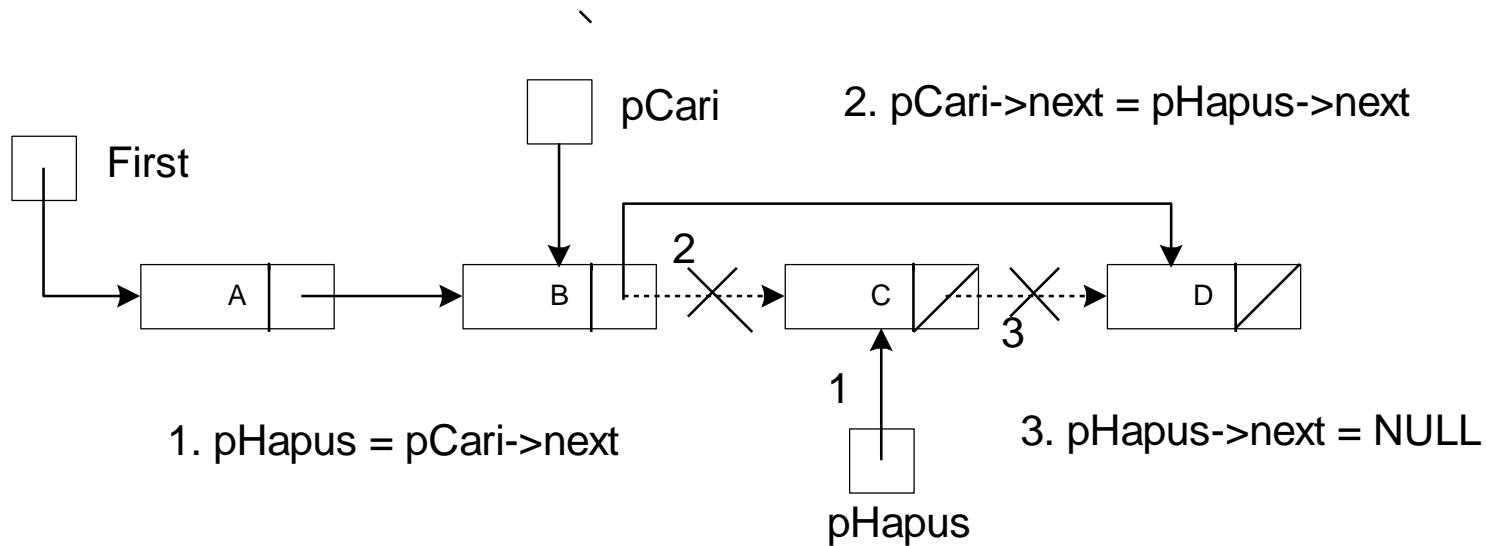 pCari
2. pCari->next = pHapus->next
First
2
A
B
C
D
3
1
1. pHapus = pCari->next
3. pHapus->next = NULL
pHapus